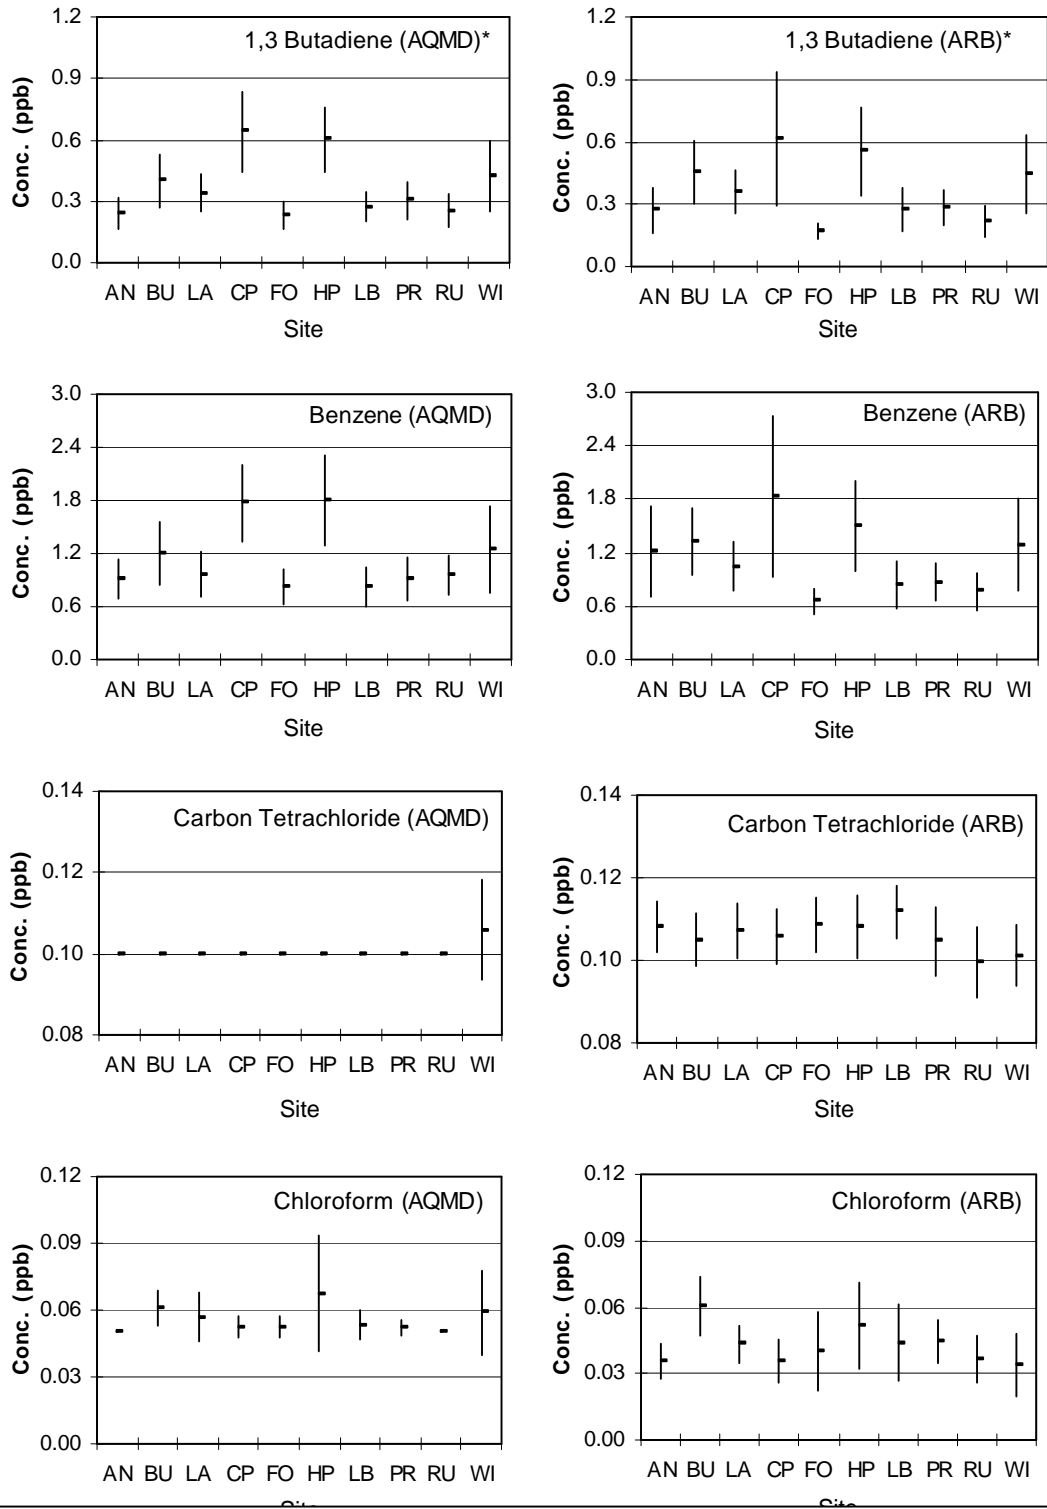 1,3 Butadiene (AQMD)*
Conc. (ppb)
1.2
0.9
0.6
0.3
0.0
AN BU LA CP FO HP LB PR RU WI
Site
1,3 Butadiene (ARB)*
Conc. (ppb)
1.2
0.9
0.6
0.3
0.0
AN BU LA CP FO HP LB PR RU WI
Site
Benzene (AQMD)
Conc. (ppb)
3.0
2.4
1.8
1.2
0.6
0.0
AN BU LA CP FO HP LB PR RU WI
Site
Benzene (ARB)
Conc. (ppb)
3.0
2.4
1.8
1.2
0.6
0.0
AN BU LA CP FO HP LB PR RU WI
Site
Carbon Tetrachloride (AQMD)
Conc. (ppb)
0.14
0.12
0.10
0.08
AN BU LA CP FO HP LB PR RU WI
Site
Carbon Tetrachloride (ARB)
Conc. (ppb)
0.14
0.12
0.10
0.08
AN BU LA CP FO HP LB PR RU WI
Site
Chloroform (AQMD)
Conc. (ppb)
0.12
0.09
0.06
0.03
0.00
AN BU LA CP FO HP LB PR RU WI
Site
Chloroform (ARB)
Conc. (ppb)
0.12
0.09
0.06
0.03
0.00
AN BU LA CP FO HP LB PR RU WI
Site